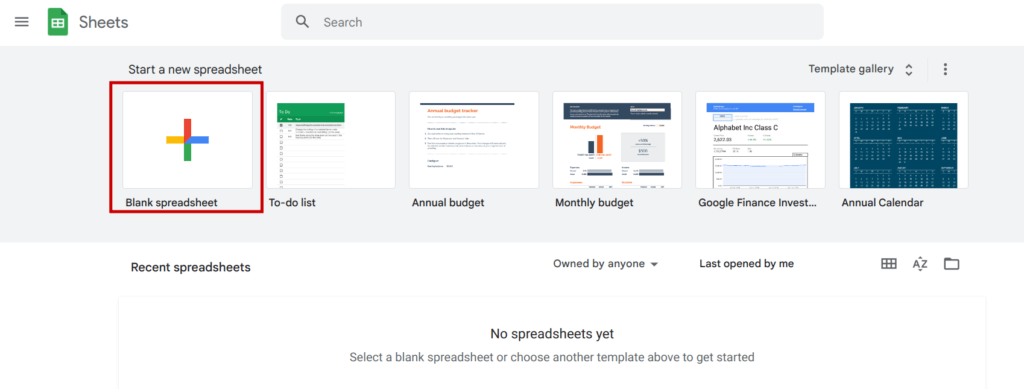 Sheets
Search
Start a new spreadsheet
Template gallery
To Do
Annual budget tracker
Monthly Budget
Alphabet Inc Class C
Blank spreadsheet
To-do list
Annual budget
Monthly budget
Google Finance Invest...
Annual Calendar
Recent spreadsheets
Owned by anyone
Last opened by me
AZ
No spreadsheets yet
Select a blank spreadsheet or choose another template above to get started